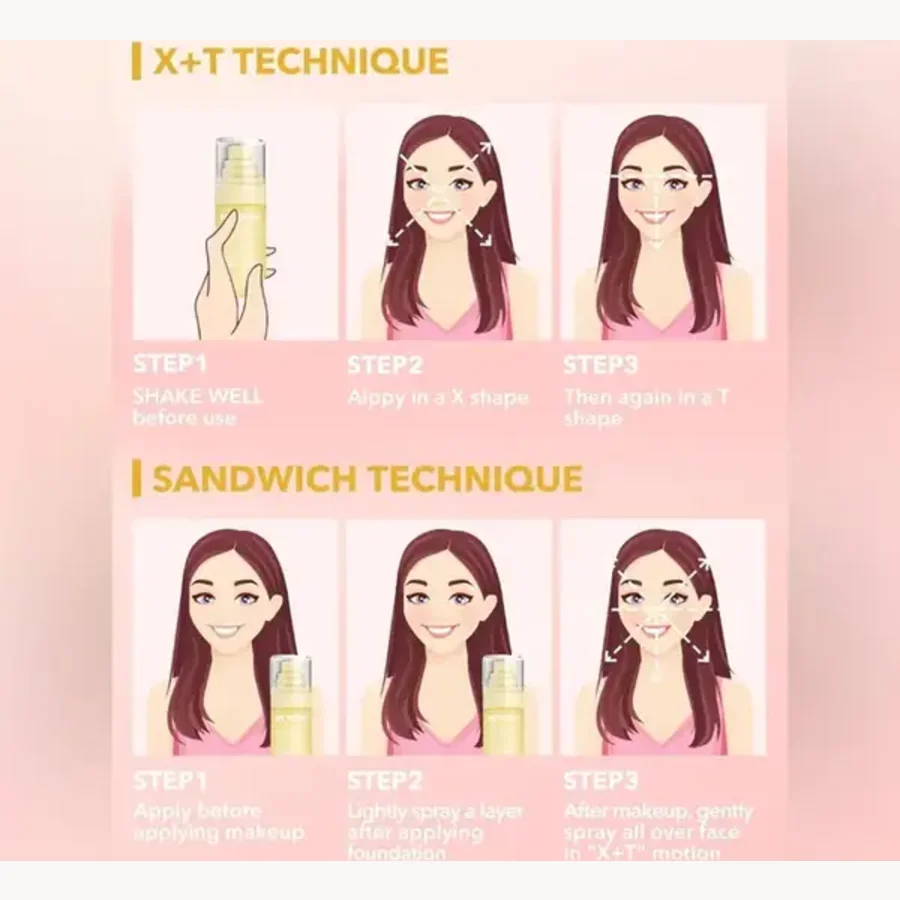 X+T TECHNIQUE
STEP1
SHAKE WELL
before use
STEP2
Aippy in a X shape
STEP3
Then again in a T
shape
SANDWICH TECHNIQUE
STEP1
Apply before
applying makeup
STEP2
Lightly spray a layer
after applying
foundation
STEP3
After makeup, gently
spray all over face
in "X+T" motion